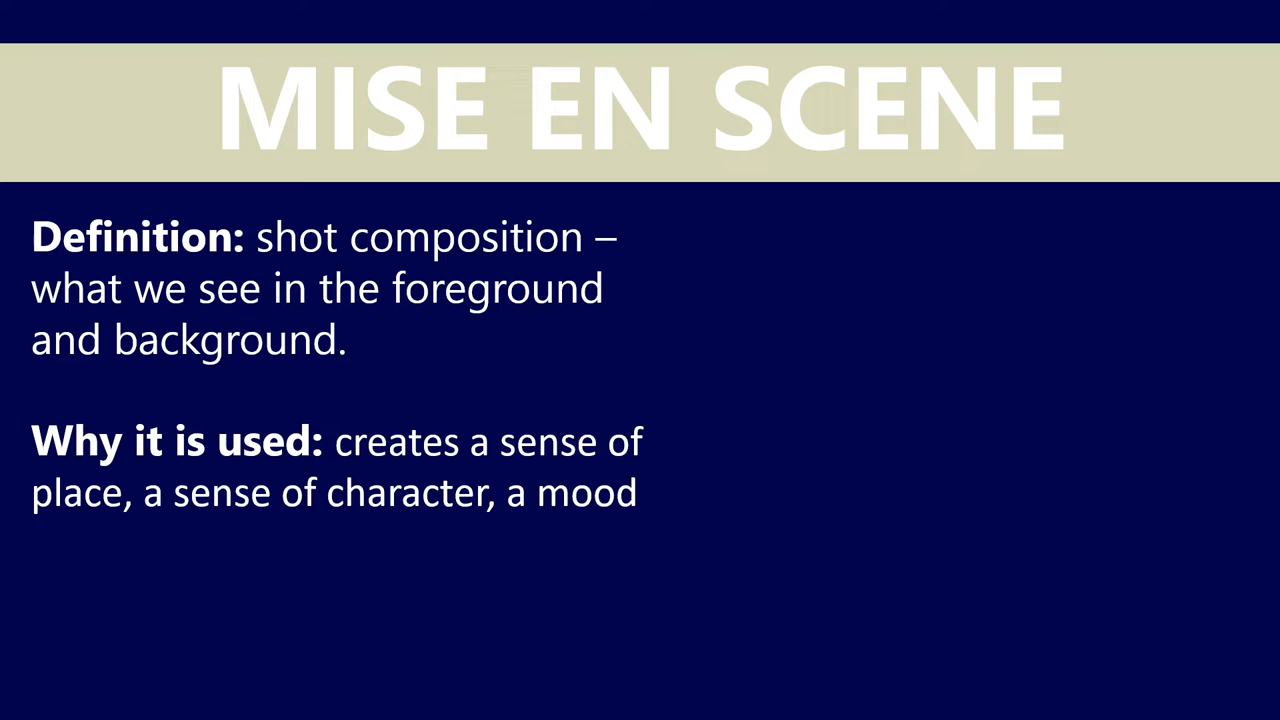 MISE EN SCENE
Definition: shot composition –
what we see in the foreground
and background.
Why it is used: creates a sense of
place, a sense of character, a mood